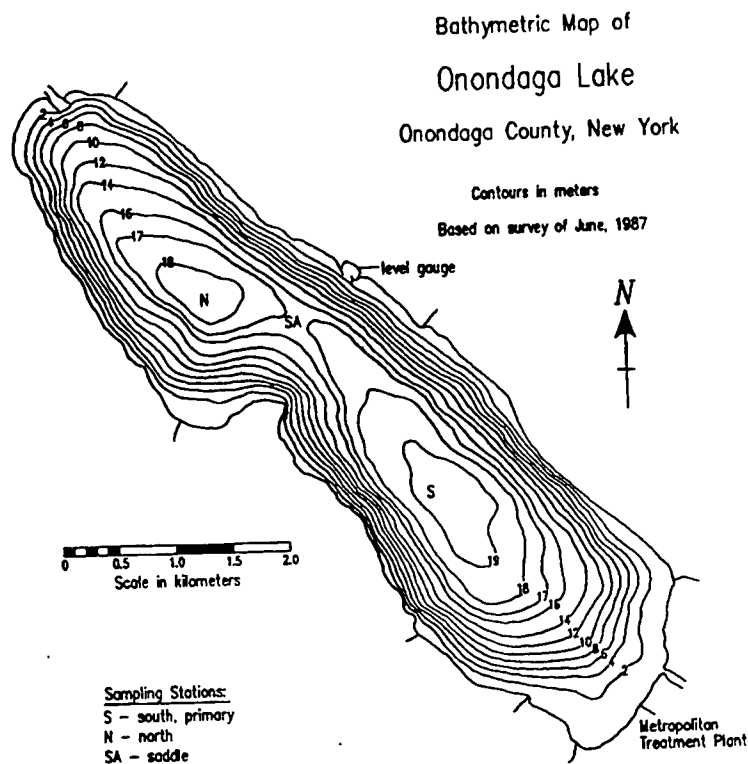 Bathymetric Map of
Onondaga Lake
Onondaga County, New York
Contours in meters
Based on survey of June, 1987
2
4
6
8
10
12
14
16
17
18
N
SA
level gauge
N
S
19
18
17
16
14
12
10
8
6
4
2
0 0.5 1.0 1.5 2.0
Scale in kilometers
Sampling Stations:
S - south, primary
N - north
SA - saddle
Metropolitan
Treatment Plant